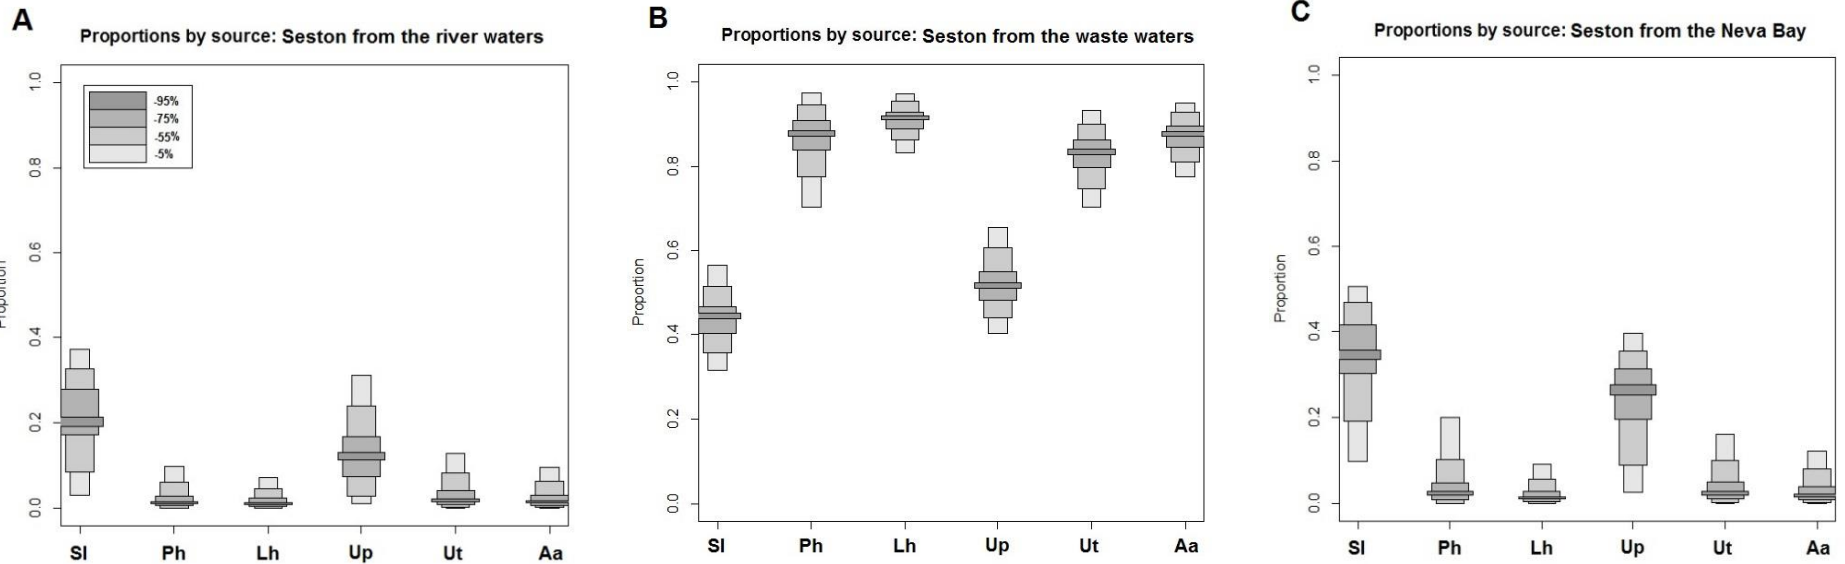 A
Proportions by source: Seston from the river waters
1.0
0.8
0.6
0.4
0.2
0.0
Proportion
-95%
-75%
-55%
-5%
SI Ph Lh Up Ut Aa
B
Proportions by source: Seston from the waste waters
1.0
0.8
0.6
0.4
0.2
0.0
Proportion
SI Ph Lh Up Ut Aa
C
Proportions by source: Seston from the Neva Bay
1.0
0.8
0.6
0.4
0.2
0.0
Proportion
SI Ph Lh Up Ut Aa